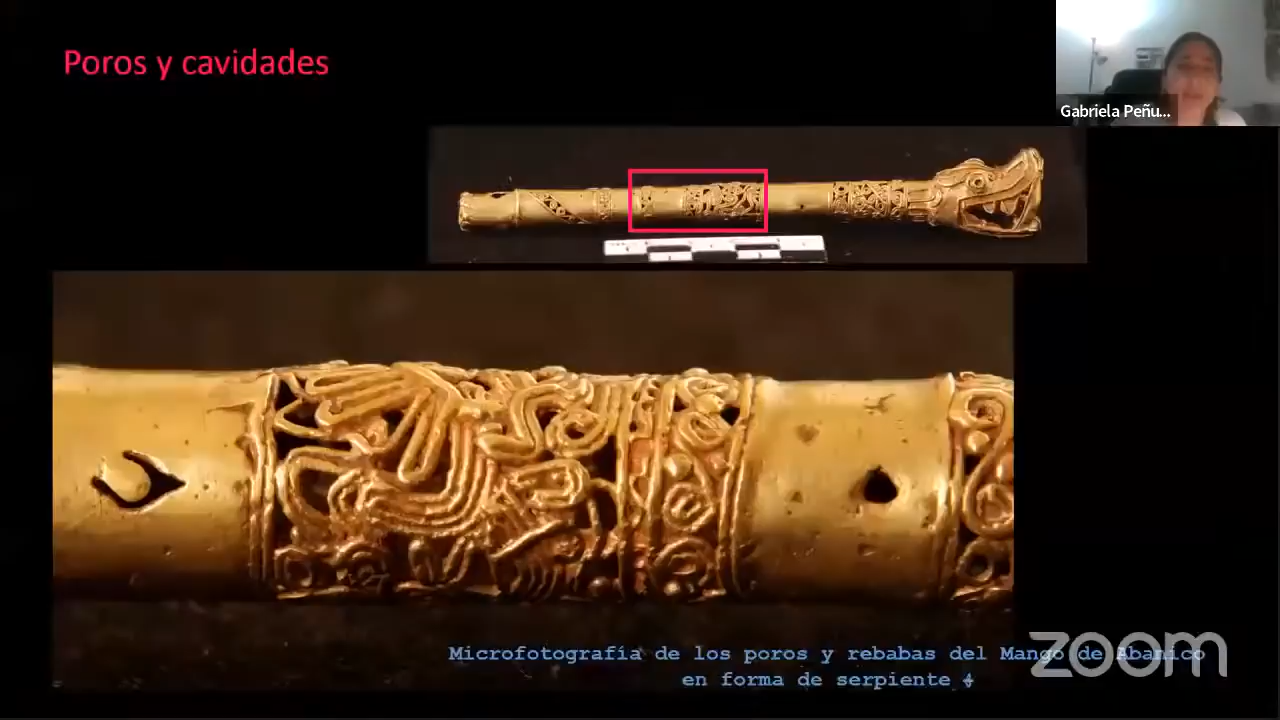 Poros y cavidades
Gabriela Peñu...
Microfotografía de los poros y rebabas del Mango de Abanico
en forma de serpiente 4
zoom